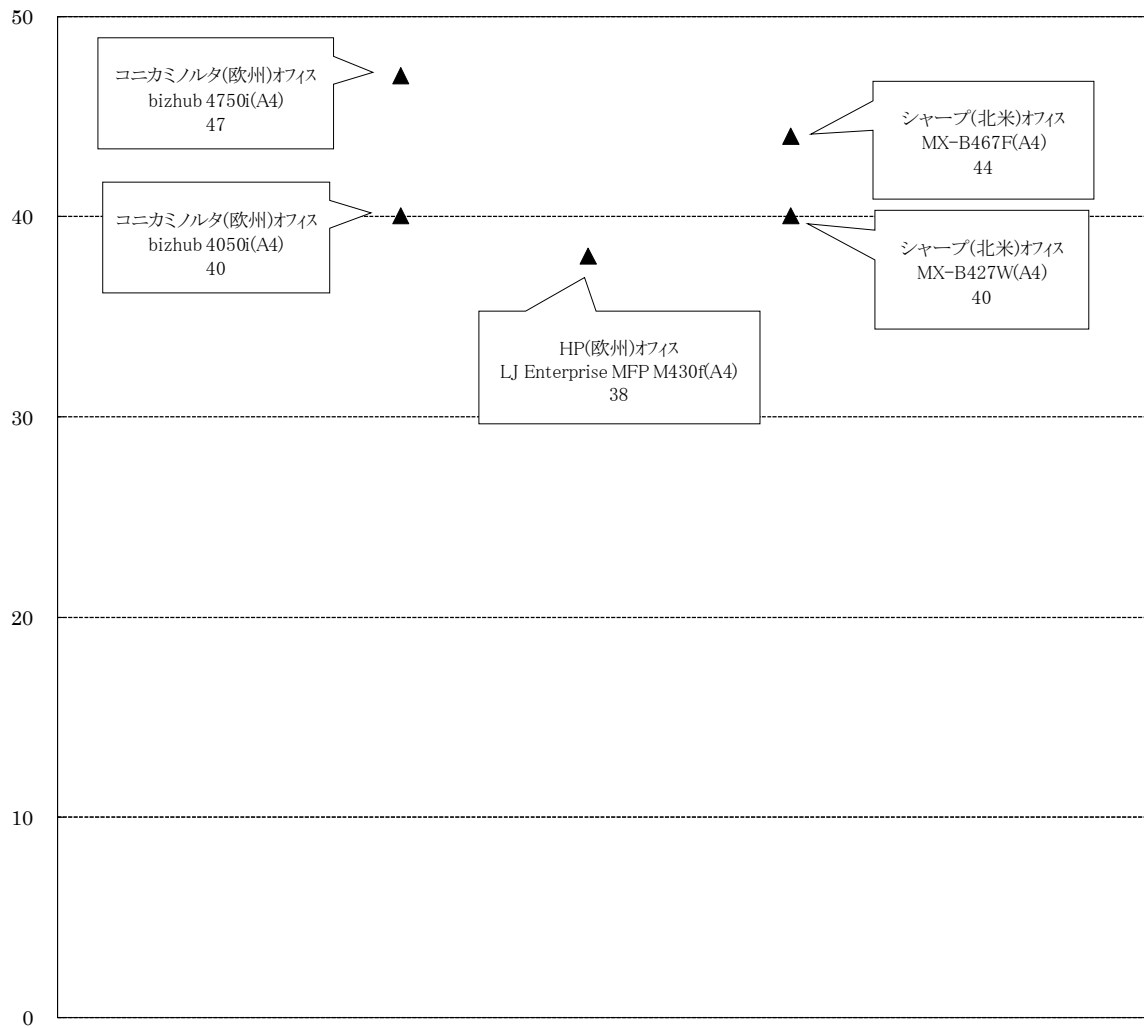 50
コニカミノルタ(欧州)オフィス
bizhub 4750i(A4)
47
シャープ(北米)オフィス
MX-B467F(A4)
44
コニカミノルタ(欧州)オフィス
bizhub 4050i(A4)
40
40
シャープ(北米)オフィス
MX-B427W(A4)
40
HP(欧州)オフィス
LJ Enterprise MFP M430f(A4)
38
30
20
10
0